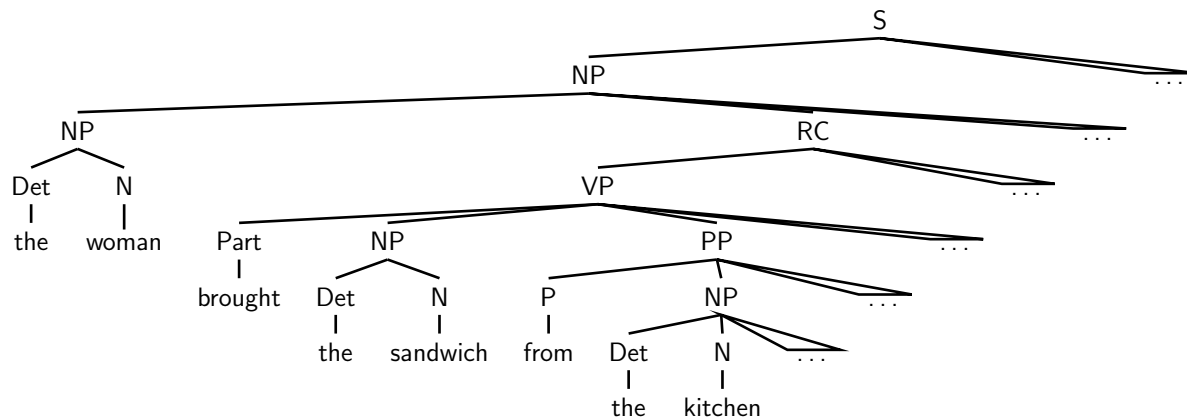 S
NP . . .
NP RC . . .
Det N VP . . .
the woman Part NP PP . . .
brought Det N P NP . . .
the sandwich from Det N . . .
the kitchen